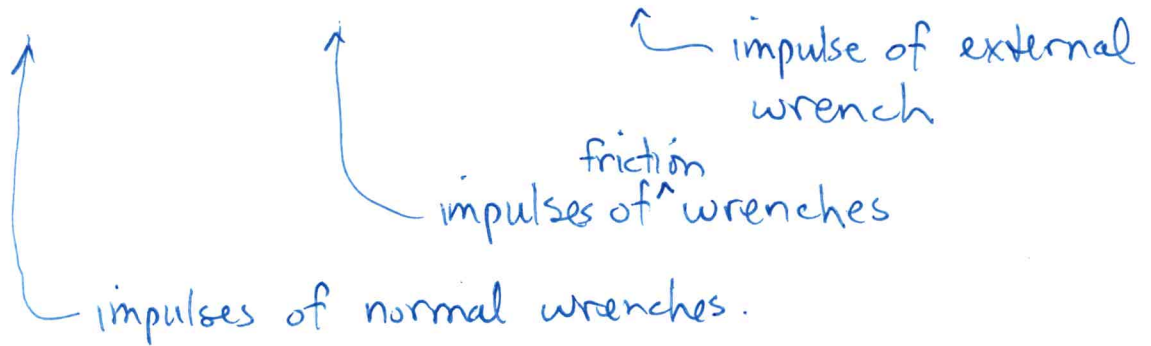 impulse of external
wrench
friction
impulses of ^ wrenches
impulses of normal wrenches.